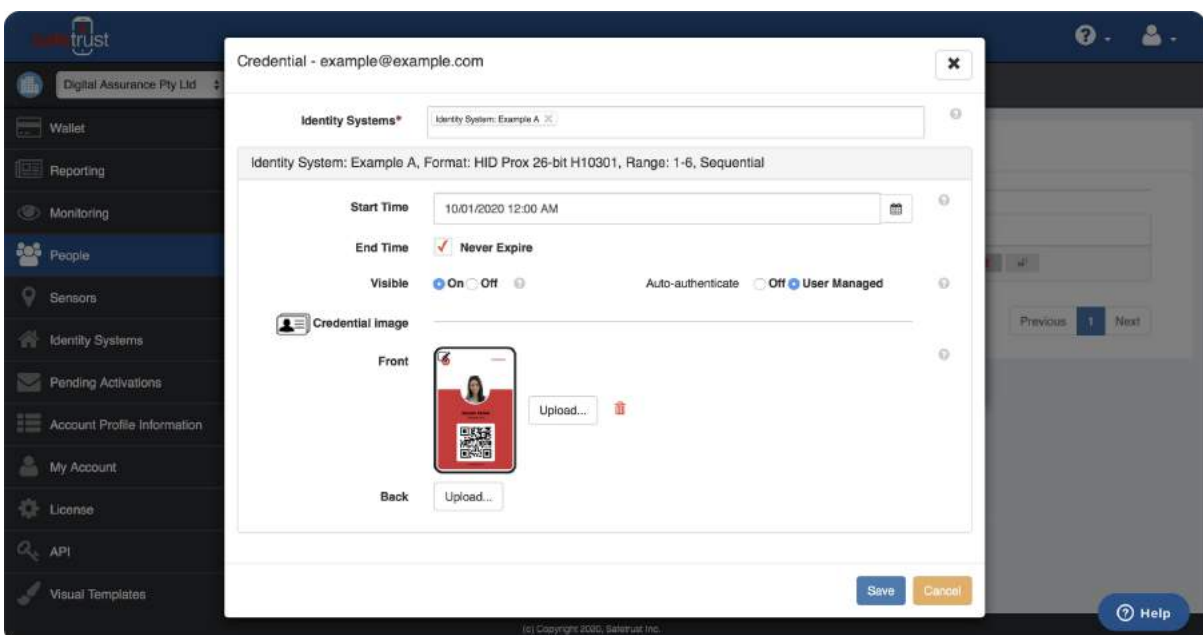 safetrust
Credential - example@example.com
Digital Assurance Pty Ltd
Identity Systems*
Identity System: Example A
Wallet
Identity System: Example A, Format: HID Prox 26-bit H10301, Range: 1-6, Sequential
Reporting
Start Time
10/01/2020 12:00 AM
Monitoring
End Time
Never Expire
People
Visible
On Off
Auto-authenticate
Off User Managed
Sensors
Credential image
Previous 1 Next
Identity Systems
Front
Pending Activations
Upload...
Account Profile Information
My Account
Back
Upload...
License
API
Visual Templates
Save
Cancel
Help
(c) Copyright 2020, Safetrust Inc.